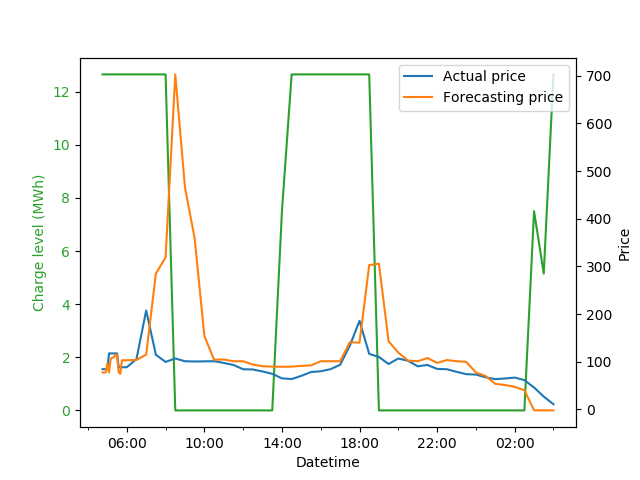 Actual price
Forecasting price
Charge level (MWh)
12
10
8
6
4
2
0
700
600
500
400
300
200
100
0
Price
06:00 10:00 14:00 18:00 22:00 02:00
Datetime